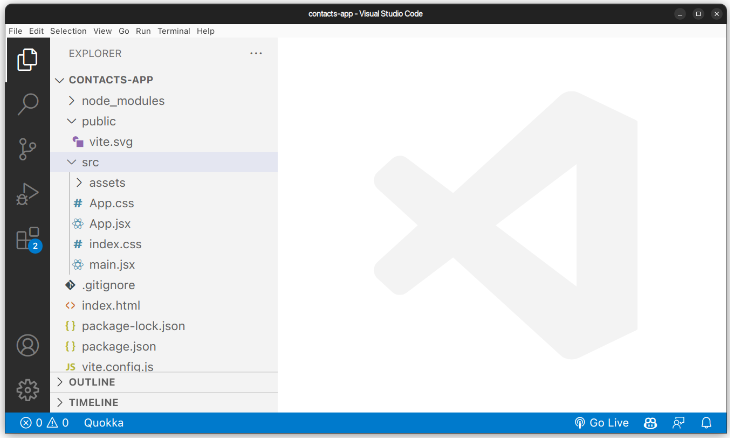 contacts-app - Visual Studio Code
File Edit Selection View Go Run Terminal Help
EXPLORER
CONTACTS-APP
node_modules
public
vite.svg
src
assets
# App.css
App.jsx
# index.css
main.jsx
.gitignore
<> index.html
{} package-lock.json
{} package.json
JS vite.config.js
2
OUTLINE
TIMELINE
0 0 Quokka Go Live